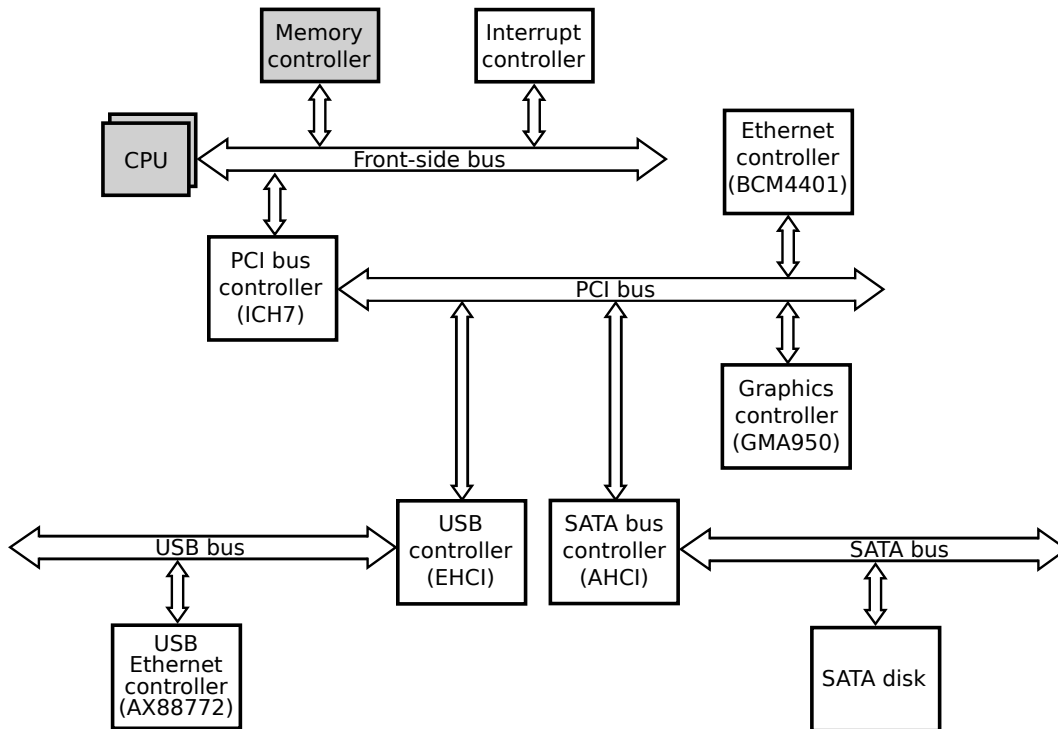 Memory
controller
Interrupt
controller
CPU
Front-side bus
Ethernet
controller
(BCM4401)
PCI bus
controller
(ICH7)
PCI bus
Graphics
controller
(GMA950)
USB bus
USB
controller
(EHCI)
SATA bus
controller
(AHCI)
SATA bus
USB
Ethernet
controller
(AX88772)
SATA disk